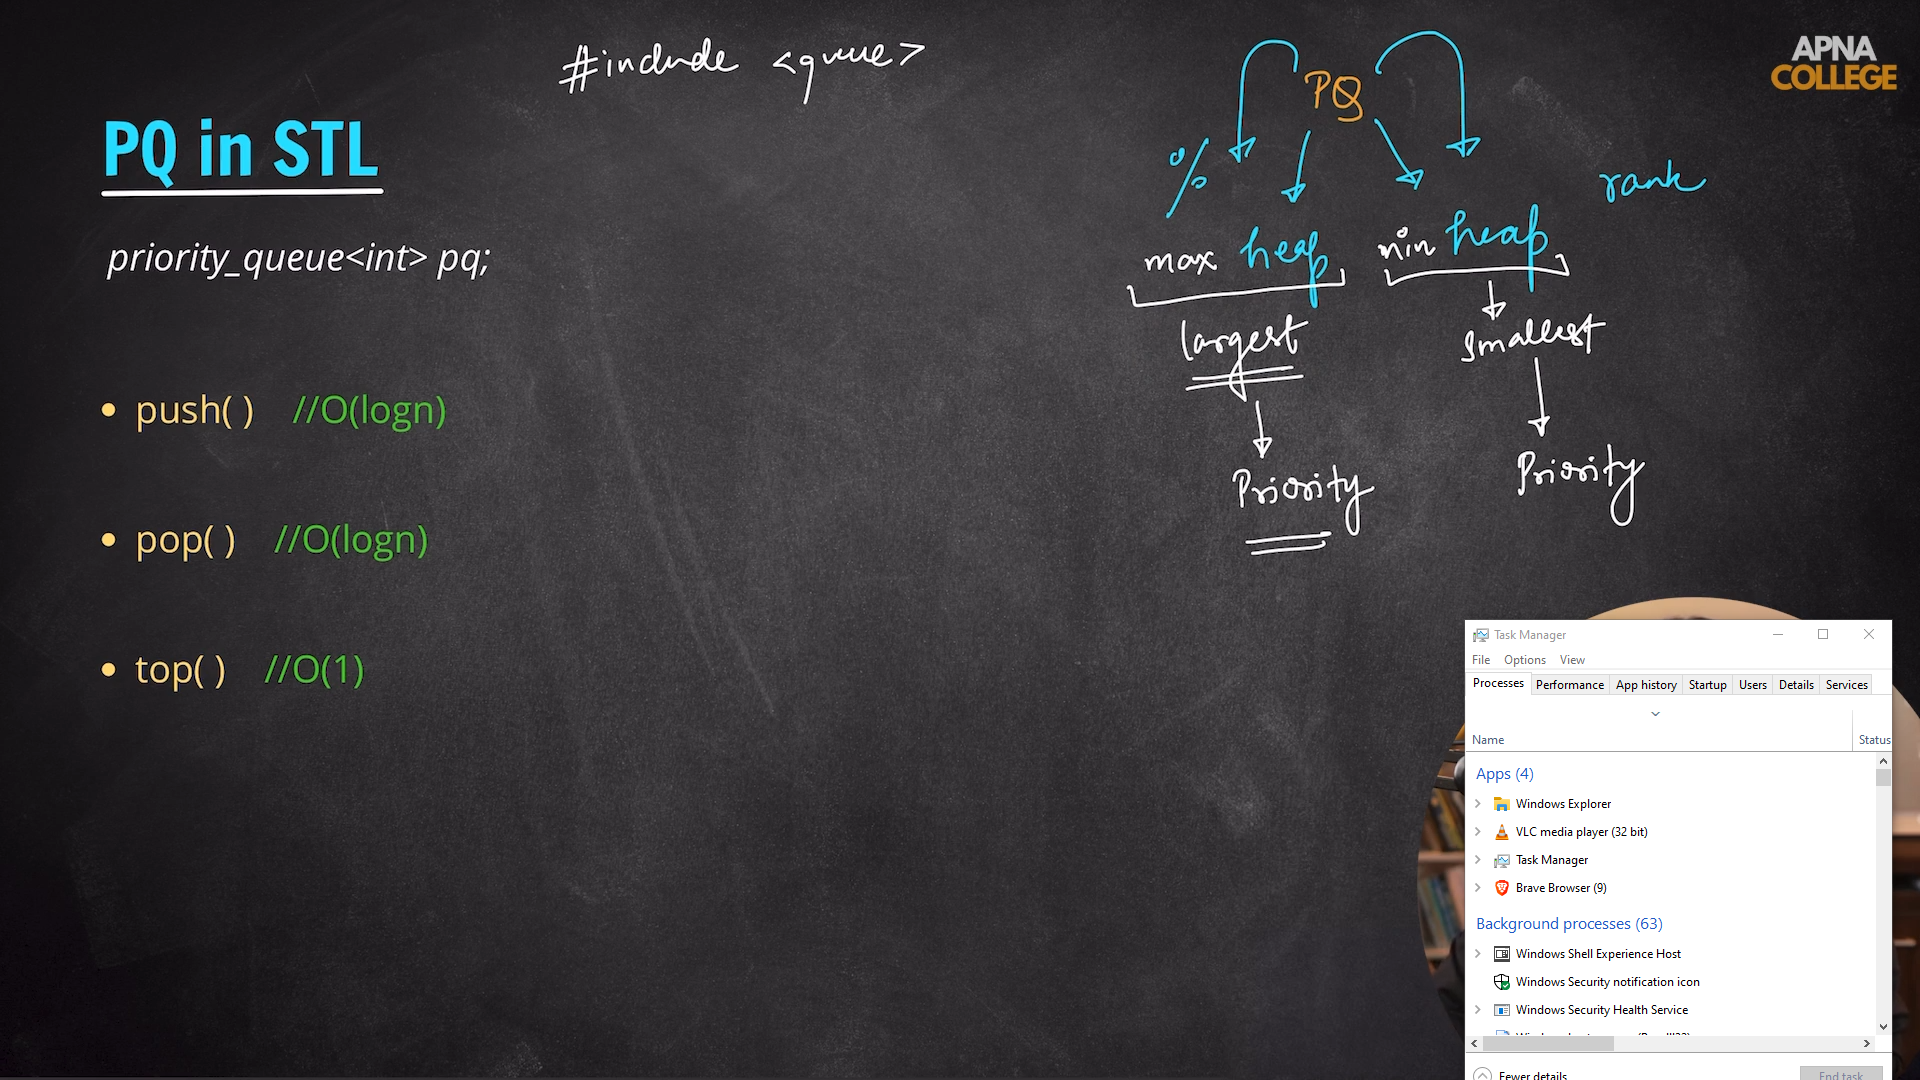 #include <queue>
APNA
COLLEGE
PQ in STL
priority_queue<int> pq;
push( ) //O(logn)
pop( ) //O(logn)
top( ) //O(1)
PQ
%
rank
max heap
min heap
largest
smallest
Priority
Priority
Task Manager
File Options View
Processes Performance App history Startup Users Details Services
Name Status
Apps (4)
Windows Explorer
VLC media player (32 bit)
Task Manager
Brave Browser (9)
Background processes (63)
Windows Shell Experience Host
Windows Security notification icon
Windows Security Health Service
Fewer details
End task